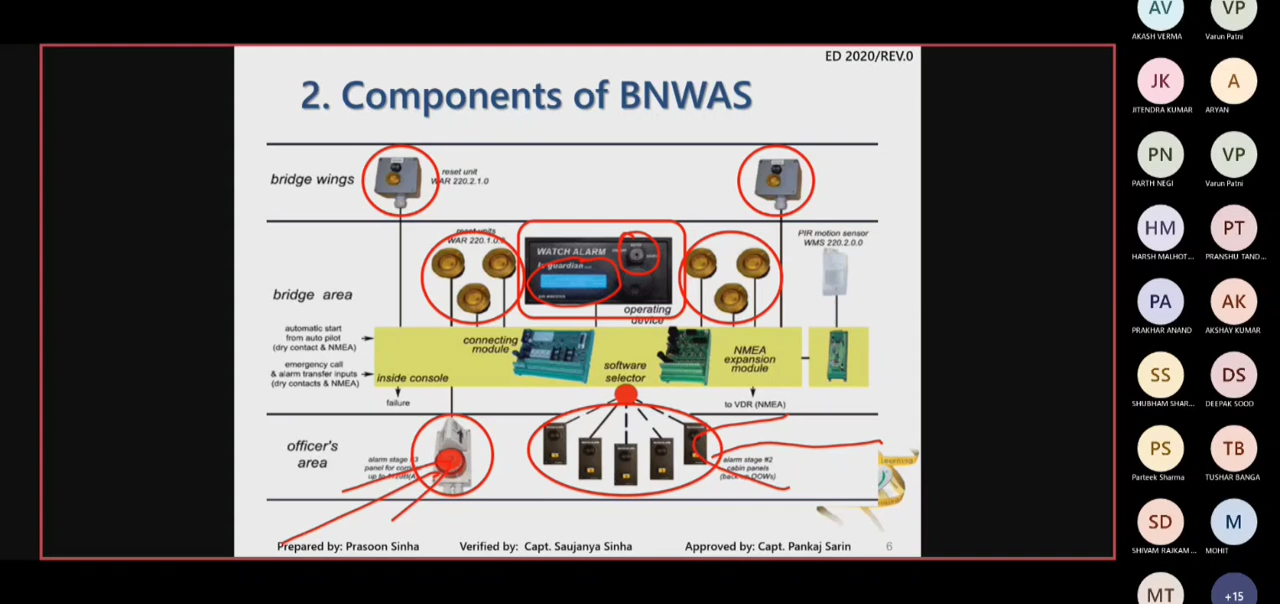 ED 2020/REV.0
2. Components of BNWAS
bridge wings
reset unit
WAR 220.2.1.0
reset units
WAR 220.1.0.0
WATCH ALARM
guardian
operating
device
PIR motion sensor
WMS 220.2.0.0
bridge area
automatic start
from auto pilot
(dry contact & NMEA)
emergency call
& alarm transfer inputs
(dry contacts & NMEA)
connecting
module
inside console
software
selector
NMEA
expansion
module
failure
to VDR (NMEA)
officer's
area
alarm stage
panel for
up to
alarm stage #2
cabin panels
OOWs)
Learning
Prepared by: Prasoon Sinha
Verified by: Capt. Saujanya Sinha
Approved by: Capt. Pankaj Sarin
6
AV
AKASH VERMA
VP
Varun Patni
JK
JITENDRA KUMAR
A
ARYAN
PN
PARTH NEGI
VP
Varun Patni
HM
HARSH MALHOT...
PT
PRANSHU TAND...
PA
PRAKHAR ANAND
AK
AKSHAY KUMAR
SS
SHUBHAM SHAR...
DS
DEEPAK SOOD
PS
Parteek Sharma
TB
TUSHAR BANGA
SD
SHIVAM RAJKAM...
M
MOHIT
MT
+15